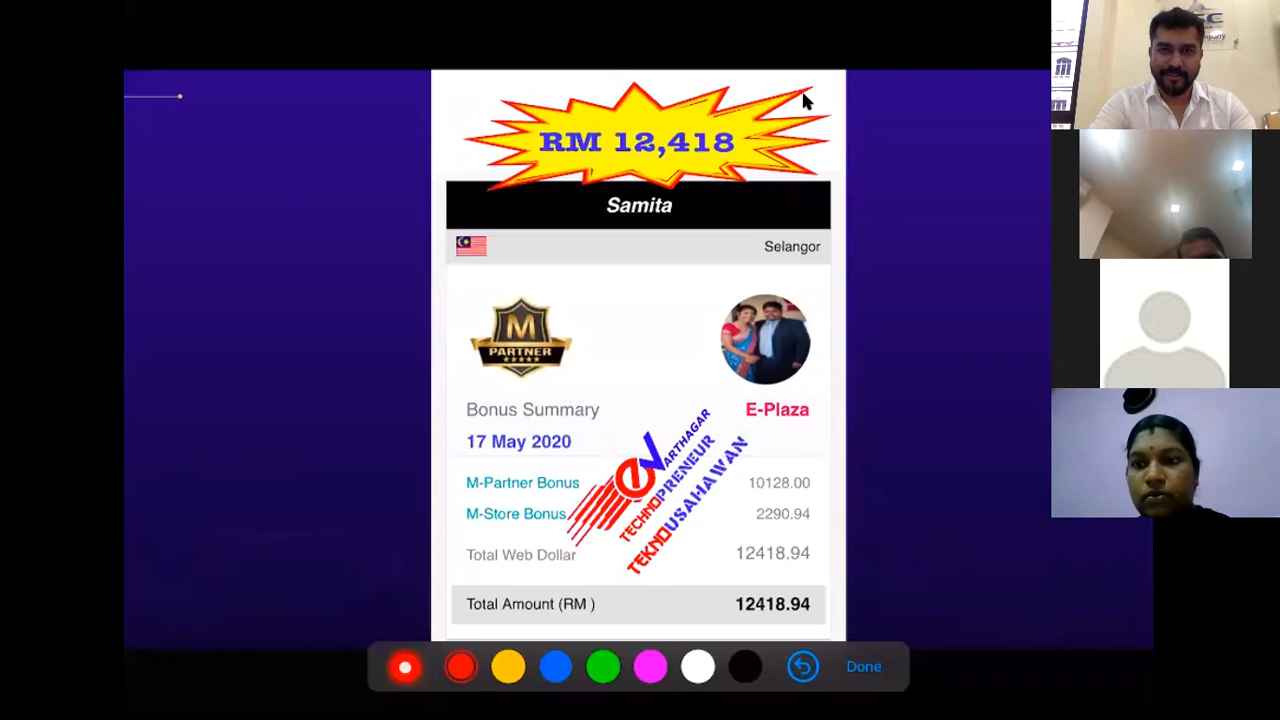 RM 12,418
Samita
Selangor
M
PARTNER
Bonus Summary
E-Plaza
17 May 2020
eVARTHAGAR
TECHNOPRENEUR
TEKNOUSAHAWAN
M-Partner Bonus
10128.00
M-Store Bonus
2290.94
Total Web Dollar
12418.94
Total Amount (RM )
12418.94
Done